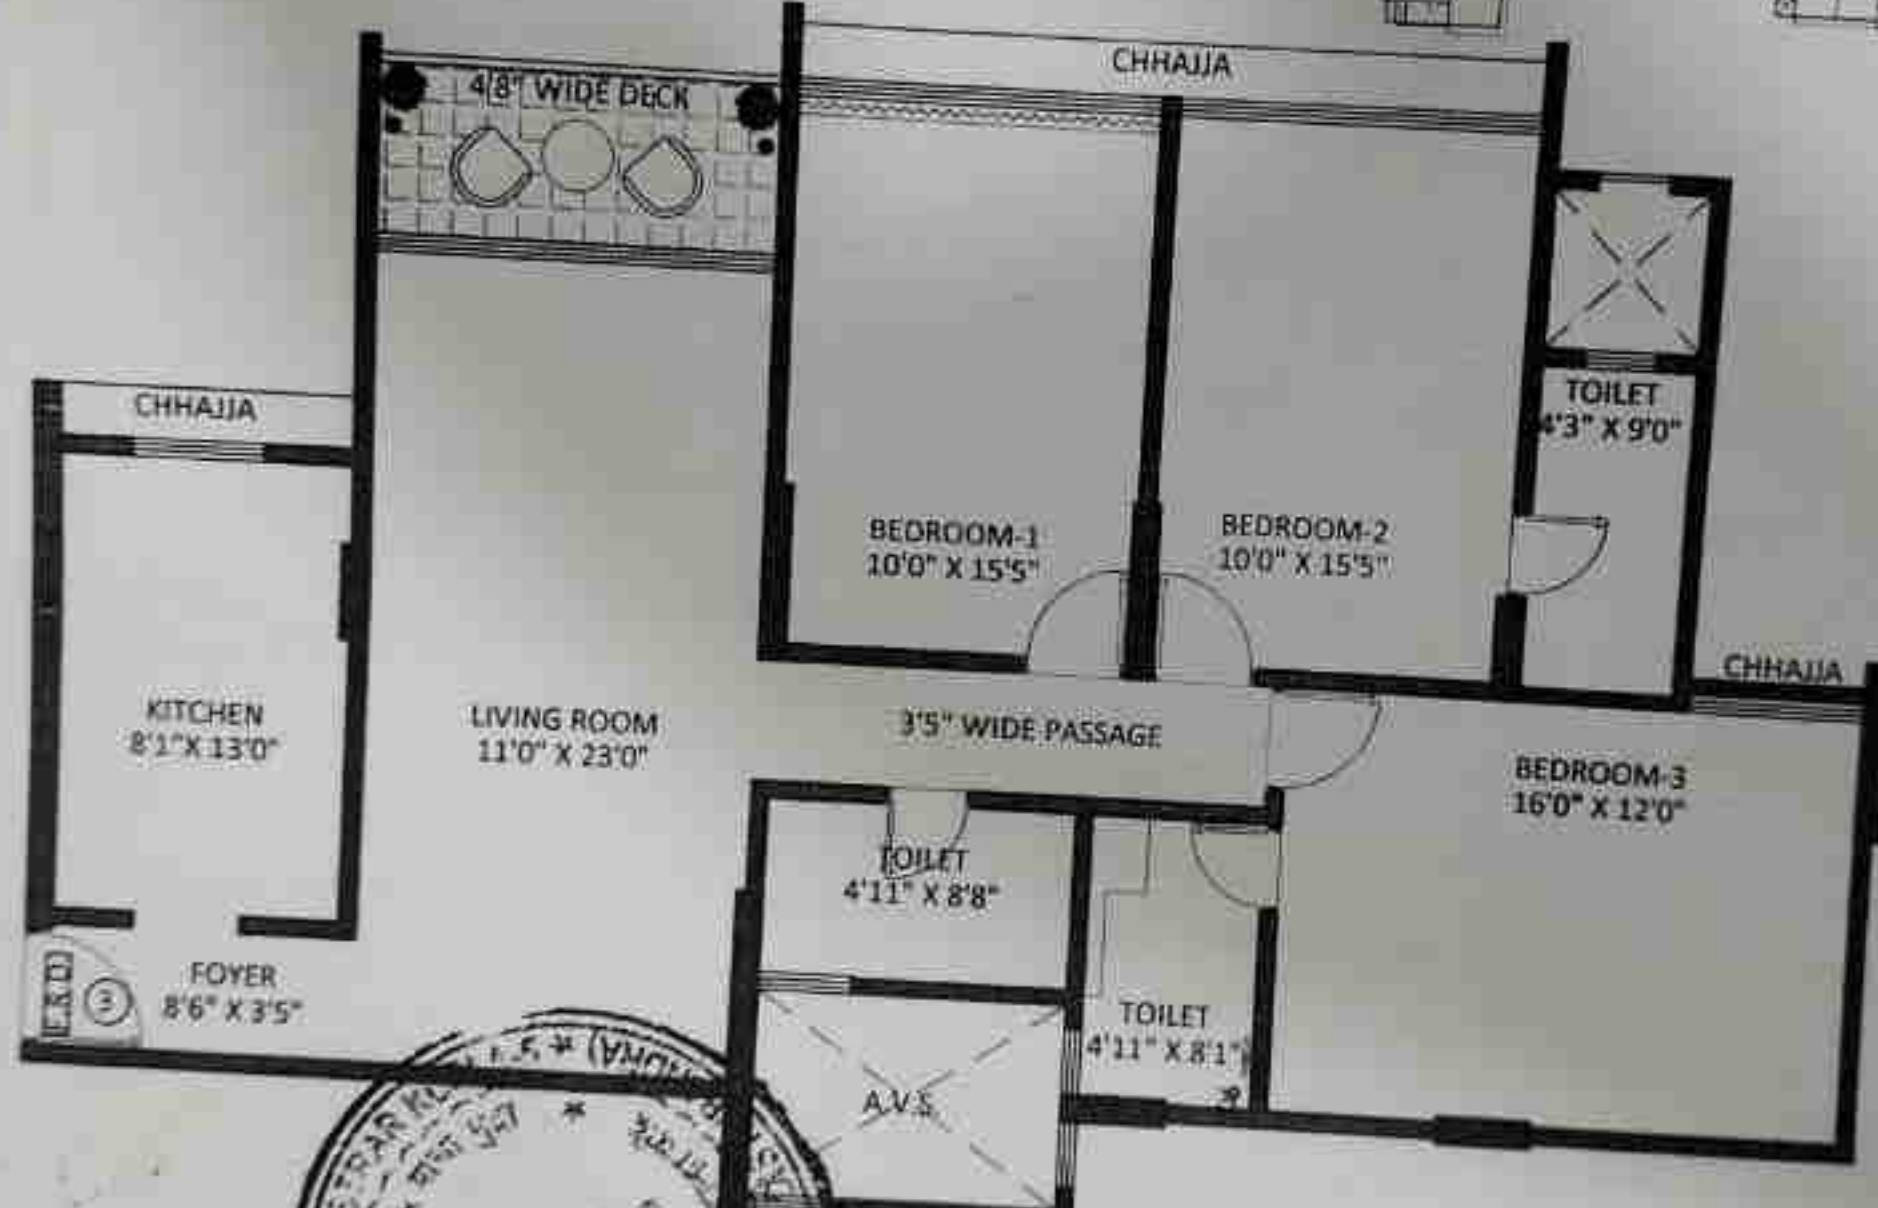 CHHAJJA
4'8" WIDE DECK
CHHAJJA
TOILET
4'3" X 9'0"
BEDROOM-1
10'0" X 15'5"
BEDROOM-2
10'0" X 15'5"
CHHAJJA
KITCHEN
8'1"X 13'0"
LIVING ROOM
11'0" X 23'0"
3'5" WIDE PASSAGE
BEDROOM-3
16'0" X 12'0"
TOILET
4'11" X 8'8"
FOYER
8'6" X 3'5"
3
TOILET
4'11" X 8'1"
A.V.S.